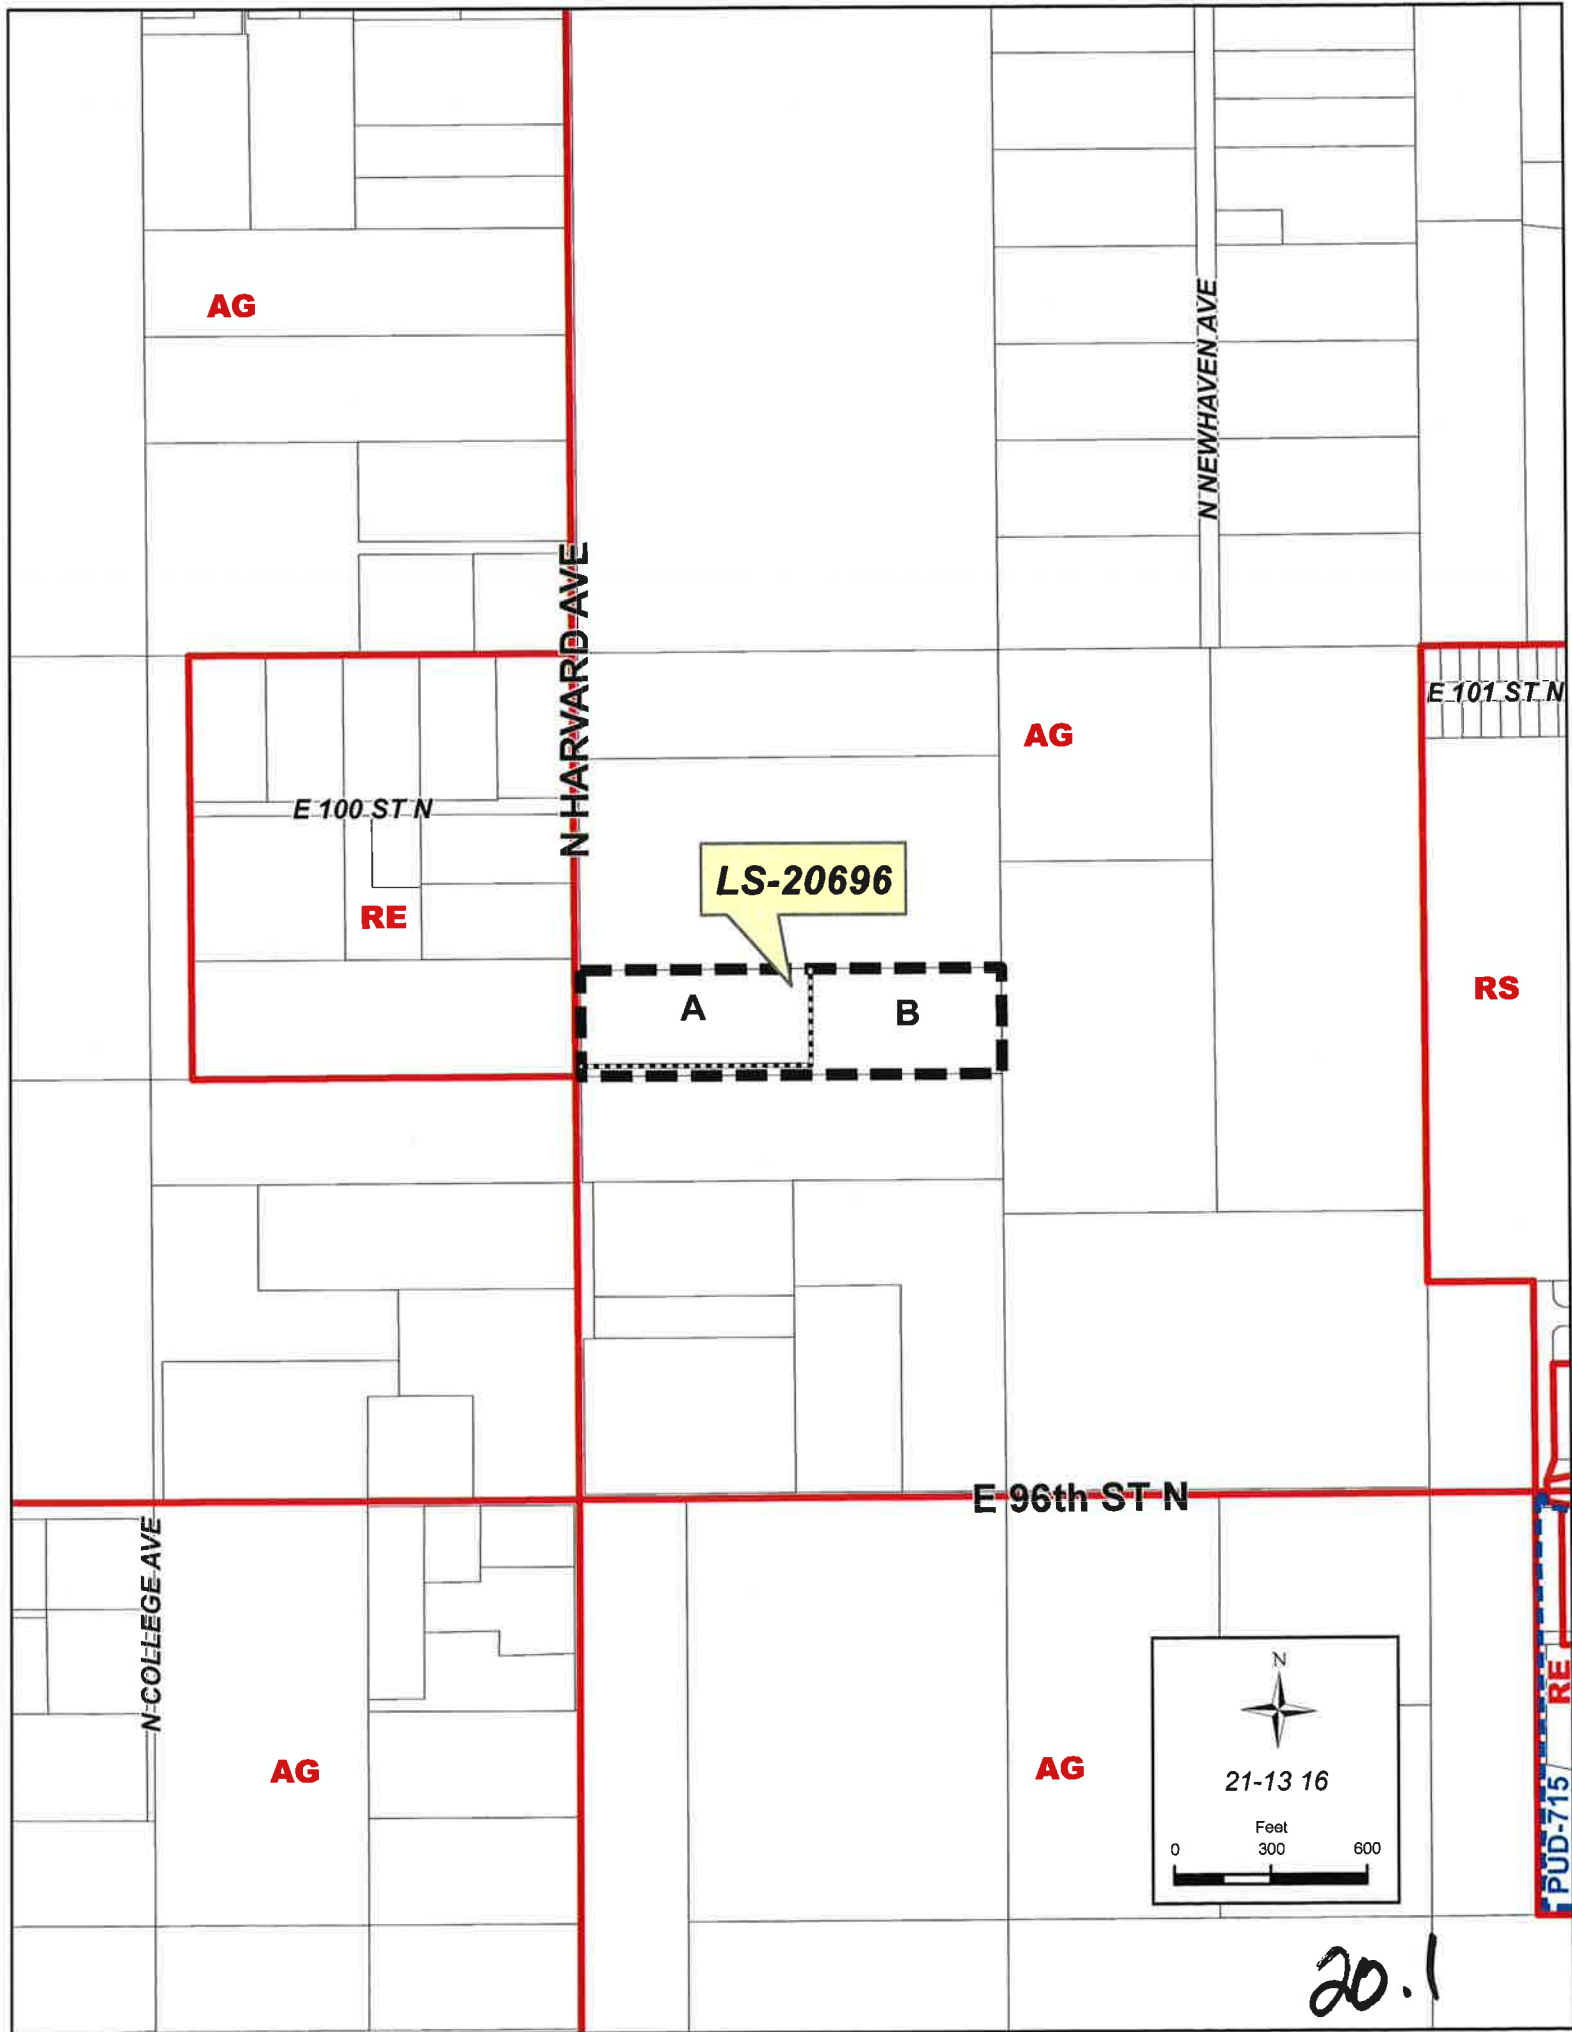 AG
N NEWHAVEN AVE
N HARVARD AVE
E 101 ST N
AG
E 100 ST N
LS-20696
RE
RS
A
B
E 96th ST N
N COLLEGE AVE
N
RE
AG
AG
21-13 16
PUD-715
Feet
0 300 600
20.1